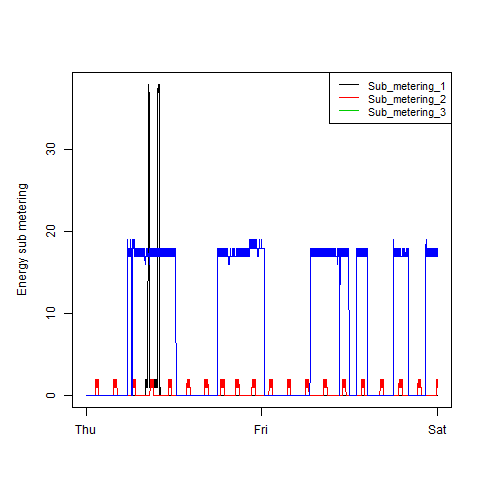 Sub_metering_1
Sub_metering_2
Sub_metering_3
Energy sub metering
30
20
10
0
Thu Fri Sat